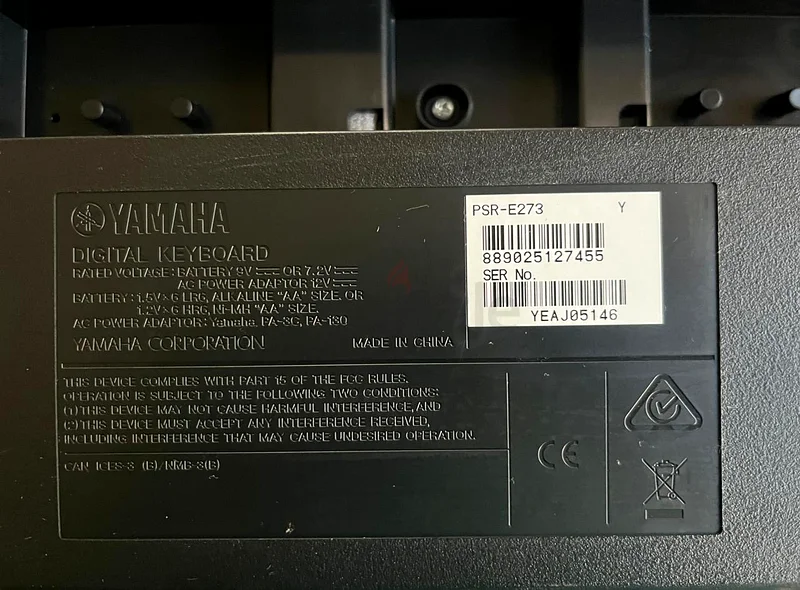 YAMAHA
DIGITAL KEYBOARD
RATED VOLTAGE: BATTERY 9V OR 7.2V
AC POWER ADAPTOR 12V
BATTERY: 1.5V×6 LR6, ALKALINE "AA" SIZE, OR
1.2V×6 HR6, NI-MH "AA" SIZE.
AC POWER ADAPTOR: Yamaha, PA-3C, PA-130
YAMAHA CORPORATION
MADE IN CHINA
PSR-E273 Y
889025127455
SER No.
YEAJ05146
THIS DEVICE COMPLIES WITH PART 15 OF THE FCC RULES.
OPERATION IS SUBJECT TO THE FOLLOWING TWO CONDITIONS:
(1) THIS DEVICE MAY NOT CAUSE HARMFUL INTERFERENCE, AND
(2) THIS DEVICE MUST ACCEPT ANY INTERFERENCE RECEIVED,
INCLUDING INTERFERENCE THAT MAY CAUSE UNDESIRED OPERATION.
CAN ICES-3 (B)/NMB-3(B)
CE